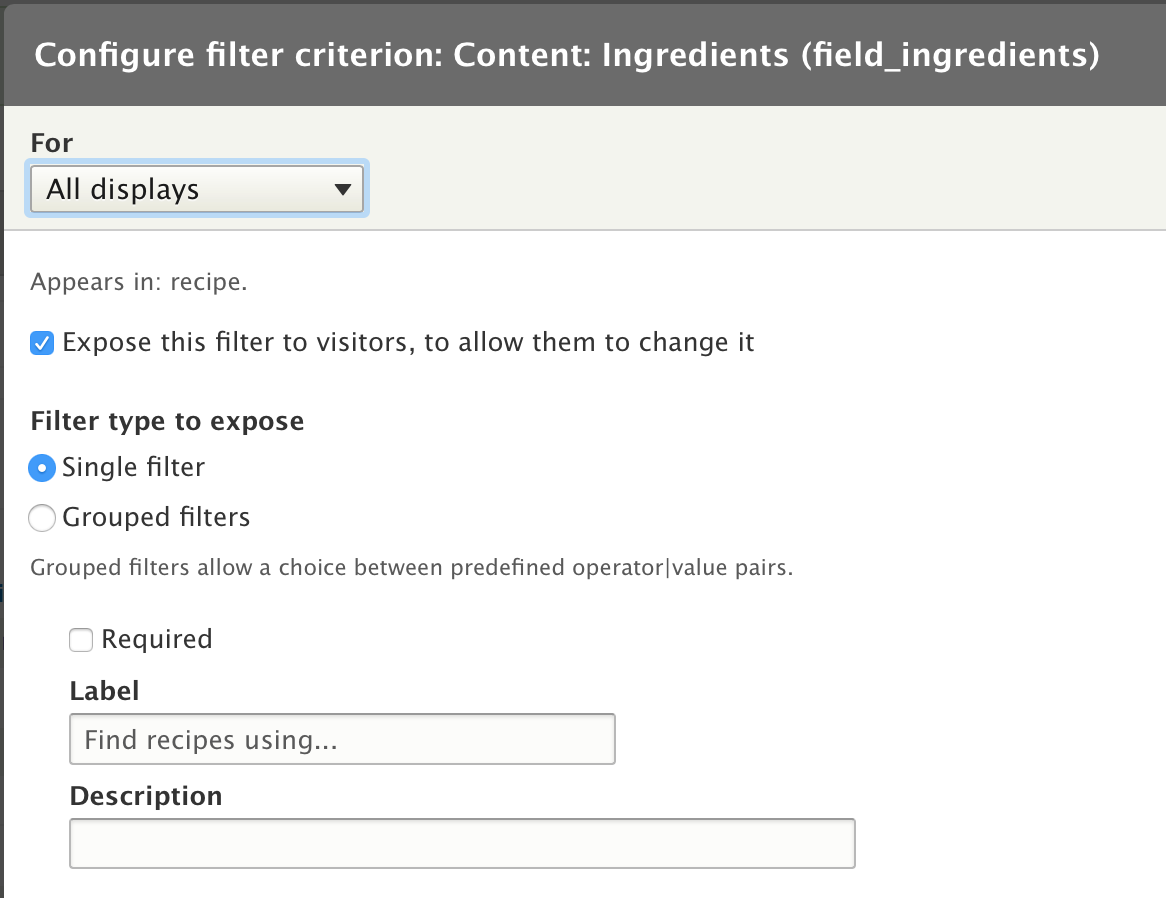 Configure filter criterion: Content: Ingredients (field_ingredients)
For
All displays
Appears in: recipe.
Expose this filter to visitors, to allow them to change it
Filter type to expose
Single filter
Grouped filters
Grouped filters allow a choice between predefined operator|value pairs.
Required
Label
Find recipes using...
Description